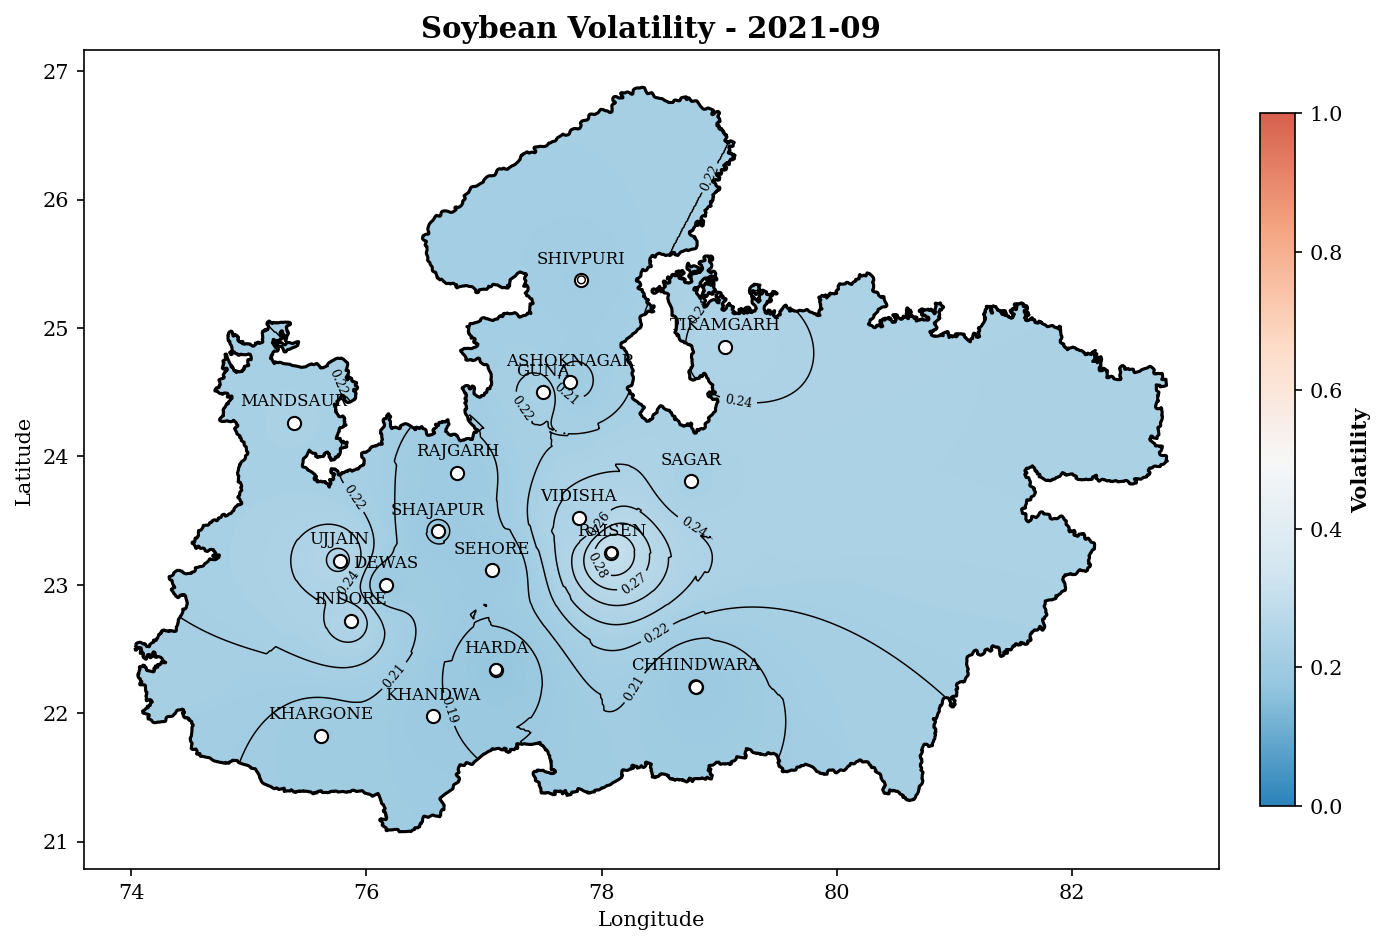 Soybean Volatility - 2021-09
27
26
25
24
23
22
21
Latitude
74
76
78
80
82
Longitude
1.0
0.8
0.6
0.4
0.2
0.0
Volatility
0.22
SHIVPURI
TIKAMGARH
0.24
ASHOKNAGAR
GUNA
0.21
0.22
0.22
MANDSAUR
RAJGARH
SAGAR
0.22
VIDISHA
SHAJAPUR
0.26
0.24
RAISEN
UJJAIN
SEHORE
DEWAS
0.28
0.27
0.24
INDORE
0.22
HARDA
CHHINDWARA
0.21
0.21
KHANDWA
0.19
KHARGONE